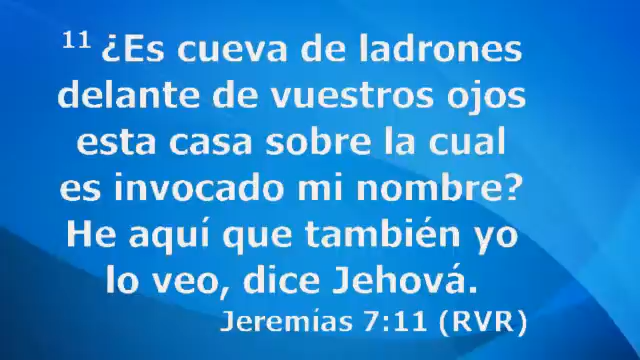 11 ¿Es cueva de ladrones
delante de vuestros ojos
esta casa sobre la cual
es invocado mi nombre?
He aquí que también yo
lo veo, dice Jehová.
Jeremías 7:11 (RVR)